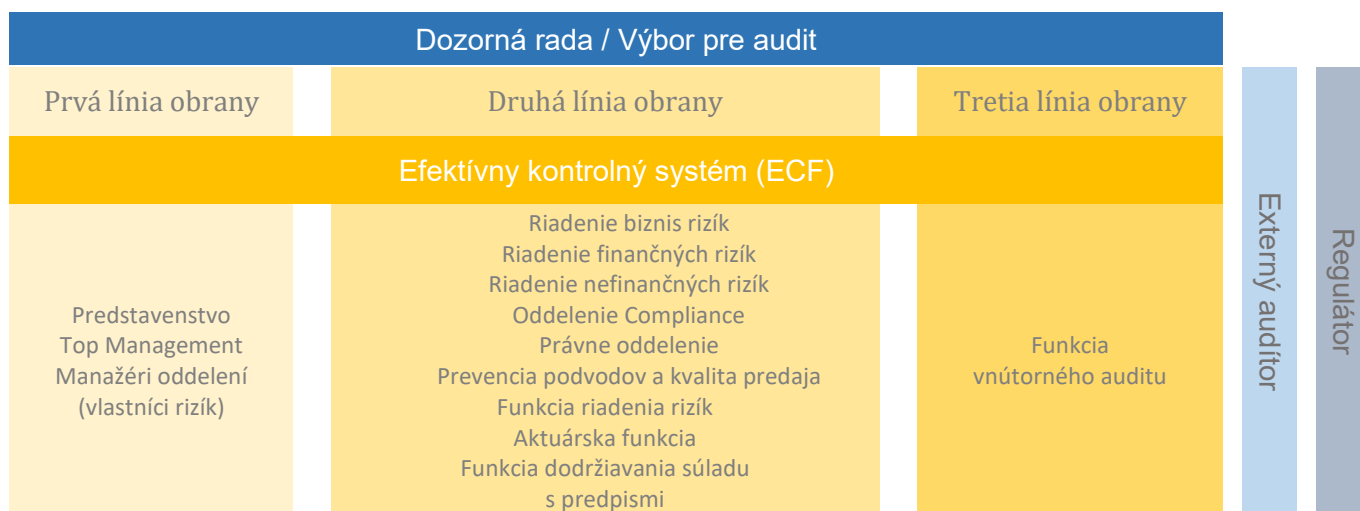 Dozorná rada / Výbor pre audit
Prvá línia obrany
Druhá línia obrany
Tretia línia obrany
Efektívny kontrolný systém (ECF)
Predstavenstvo
Top Management
Manažéri oddelení
(vlastníci rizík)
Riadenie biznis rizík
Riadenie finančných rizík
Riadenie nefinančných rizík
Oddelenie Compliance
Právne oddelenie
Prevencia podvodov a kvalita predaja
Funkcia riadenia rizík
Aktuárska funkcia
Funkcia dodržiavania súladu
s predpismi
Funkcia
vnútorného auditu
Externý audítor
Regulátor